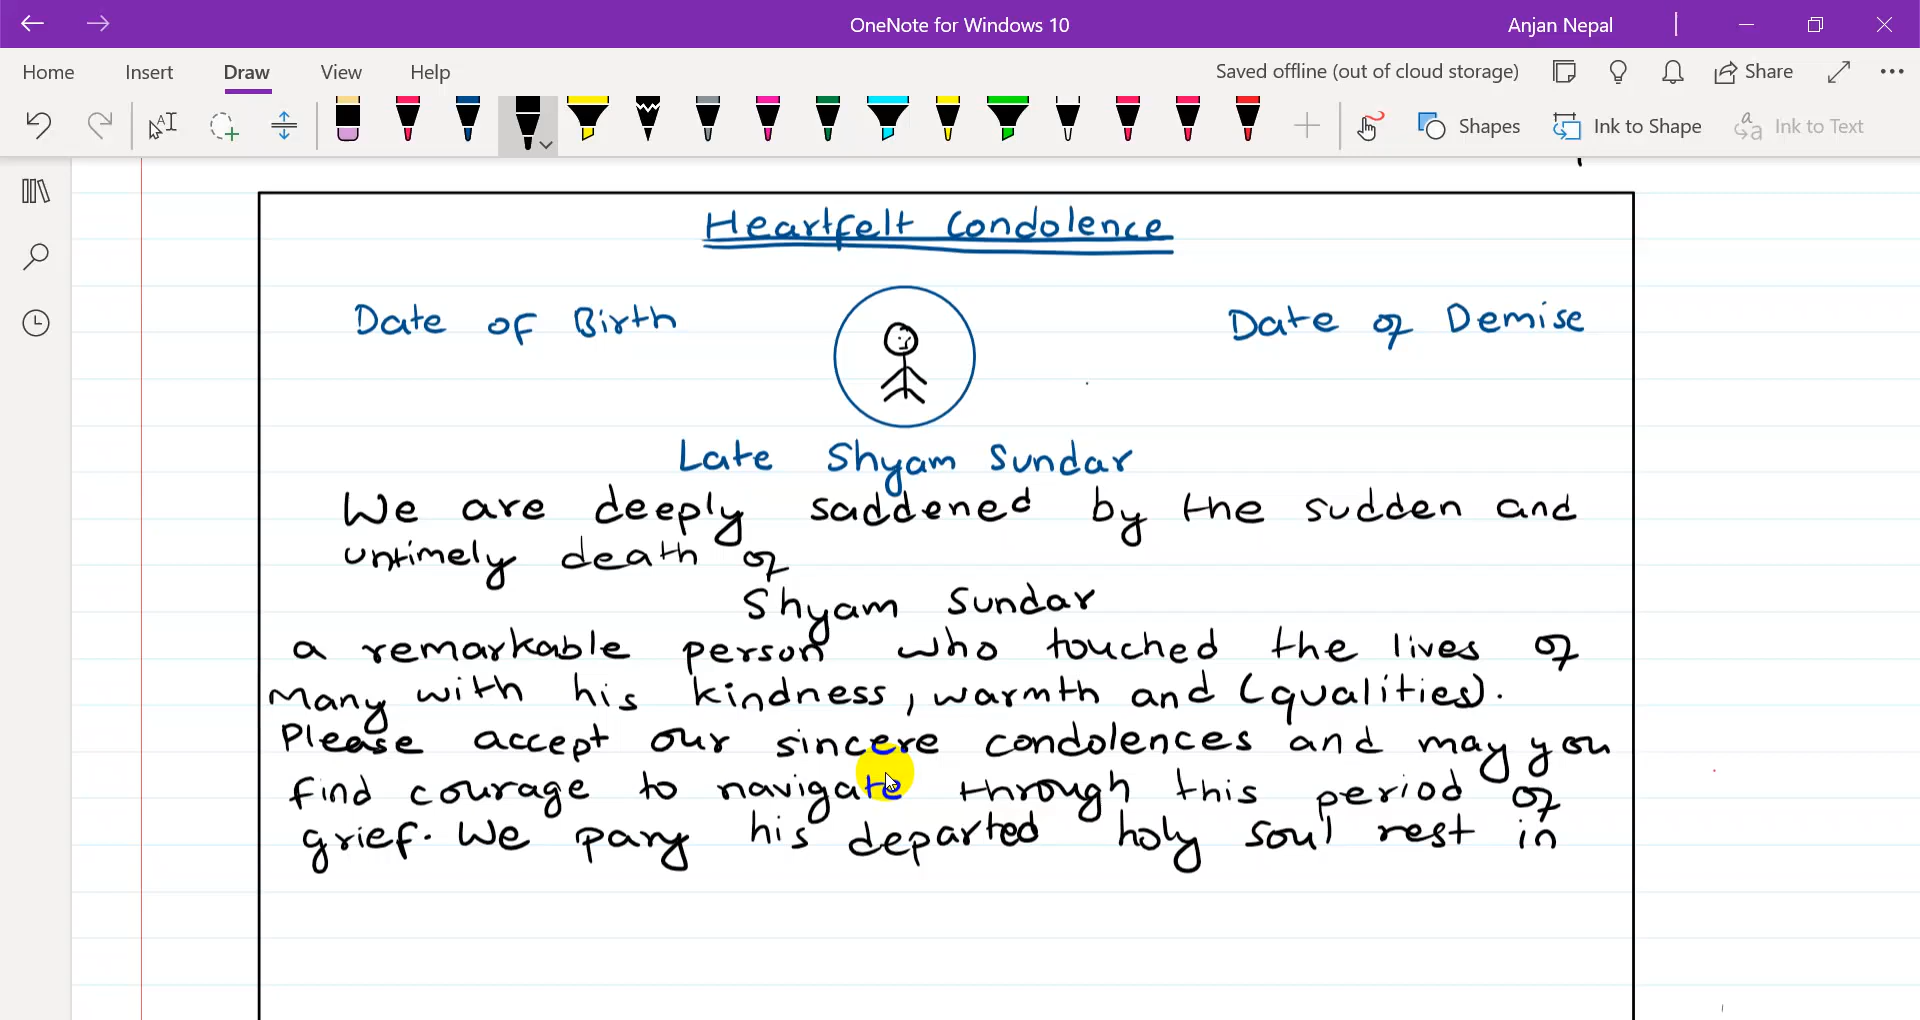 OneNote for Windows 10
Anjan Nepal
Home Insert Draw View Help
Saved offline (out of cloud storage) Share
Shapes Ink to Shape Ink to Text
Heartfelt Condolence
Date of Birth
Date of Demise
Late Shyam Sundar
We are deeply saddened by the sudden and
untimely death of
Shyam Sundar
a remarkable person who touched the lives of
many with his kindness, warmth and (qualities).
Please accept our sincere condolences and may you
find courage to navigate through this period of
grief. We pary his departed holy soul rest in